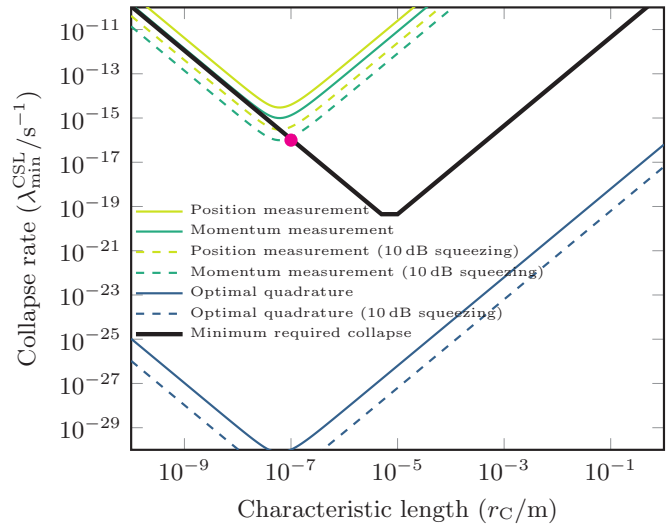 10⁻¹¹
10⁻¹³
10⁻¹⁵
10⁻¹⁷
10⁻¹⁹
10⁻²¹
10⁻²³
10⁻²⁵
10⁻²⁷
10⁻²⁹
Collapse rate (λ_min^CSL/s⁻¹)
Position measurement
Momentum measurement
Position measurement (10 dB squeezing)
Momentum measurement (10 dB squeezing)
Optimal quadrature
Optimal quadrature (10 dB squeezing)
Minimum required collapse
10⁻⁹ 10⁻⁷ 10⁻⁵ 10⁻³ 10⁻¹
Characteristic length (r_C/m)